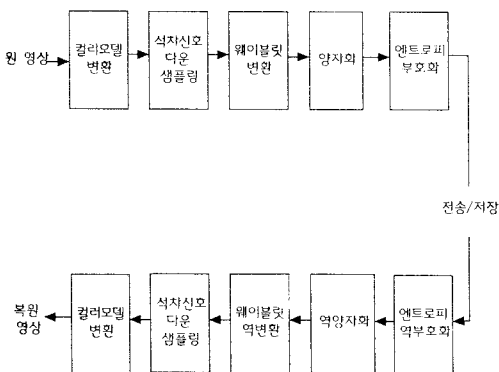 원 영상
컬러모델
변환
색차신호
다운
샘플링
웨이블릿
변환
양자화
엔트로피
부호화
전송/저장
복원
영상
컬러모델
변환
색차신호
다운
샘플링
웨이블릿
역변환
역양자화
엔트로피
역부호화